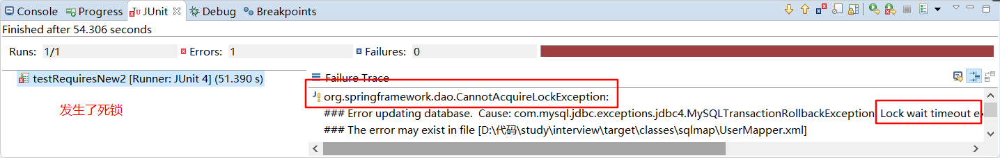 Console Progress JUnit Debug Breakpoints
Finished after 54.306 seconds
Runs: 1/1 Errors: 1 Failures: 0
testRequiresNew2 [Runner: JUnit 4] (51.390 s)
Failure Trace
发生了死锁
org.springframework.dao.CannotAcquireLockException:
### Error updating database. Cause: com.mysql.jdbc.exceptions.jdbc4.MySQLTransactionRollbackException: Lock wait timeout e
### The error may exist in file [D:\代码\study\interview\target\classes\sqlmap\UserMapper.xml]